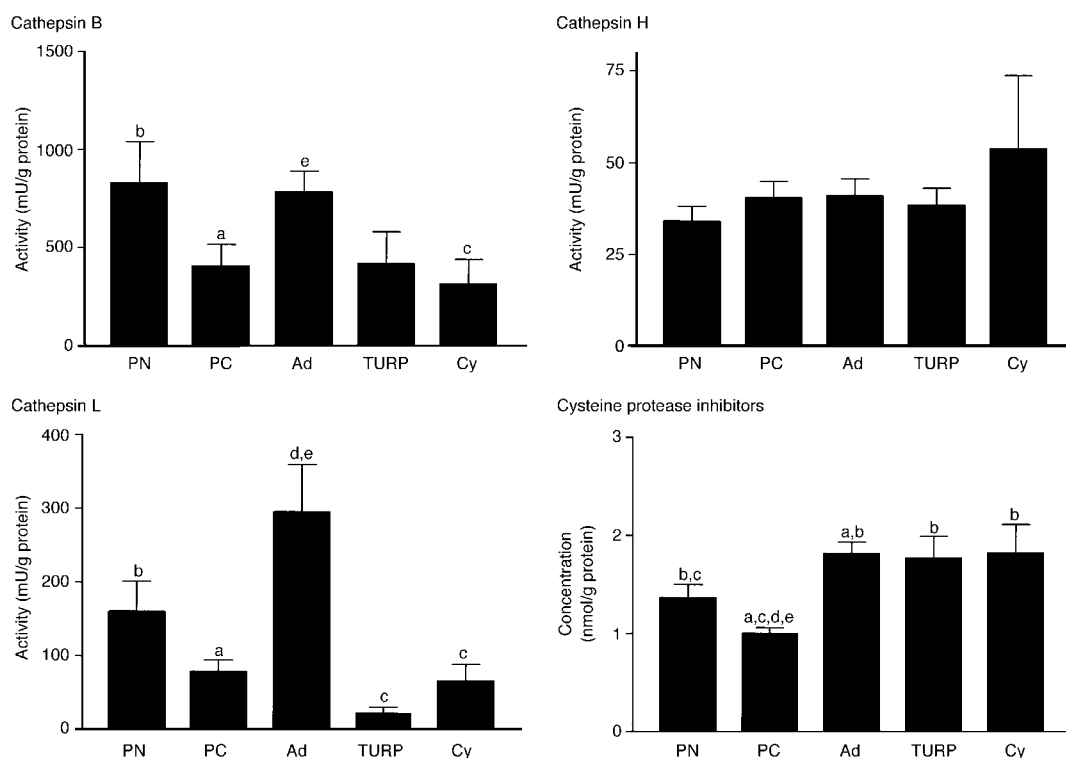 Cathepsin B
Activity (mU/g protein)
1500
1000
500
0
b
a
e
c
PN PC Ad TURP Cy
Cathepsin H
Activity (mU/g protein)
75
50
25
0
PN PC Ad TURP Cy
Cathepsin L
Activity (mU/g protein)
400
300
200
100
0
b
a
d,e
c
c
PN PC Ad TURP Cy
Cysteine protease inhibitors
Concentration
(nmol/g protein)
3
2
1
0
b,c
a,c,d,e
a,b
b
b
PN PC Ad TURP Cy